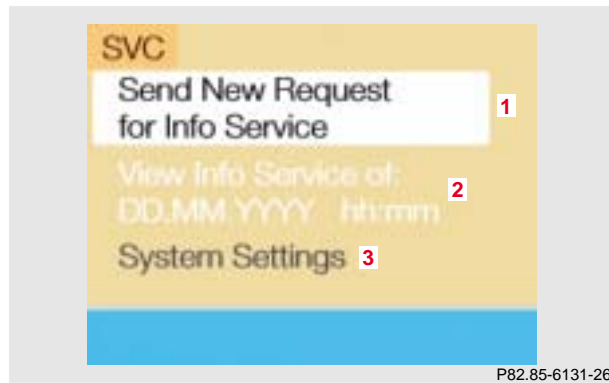 SVC
Send New Request
for Info Service
1
View Info Service of:
DD.MM.YYYY hh:mm
2
System Settings 3
P82.85-6131-26